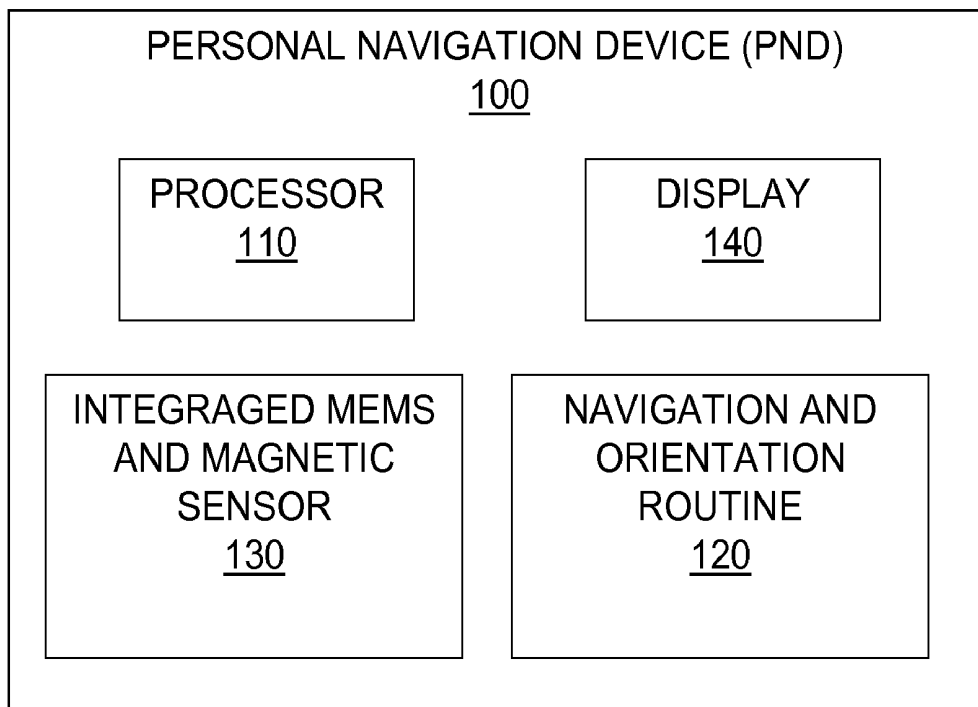 PERSONAL NAVIGATION DEVICE (PND)
100
PROCESSOR
110
DISPLAY
140
INTEGRAGED MEMS
AND MAGNETIC
SENSOR
130
NAVIGATION AND
ORIENTATION
ROUTINE
120